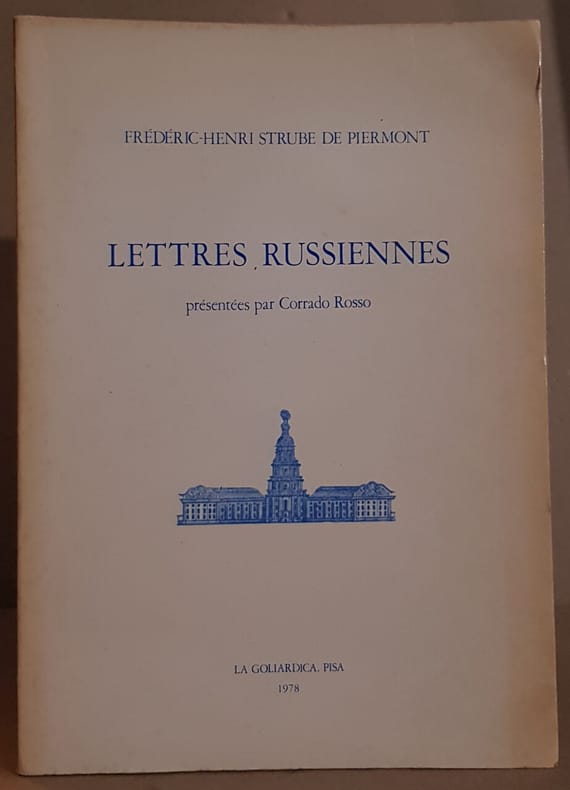 FRÉDÉRIC-HENRI STRUBE DE PIERMONT
LETTRES RUSSIENNES
présentées par Corrado Rosso
LA GOLIARDICA. PISA
1978